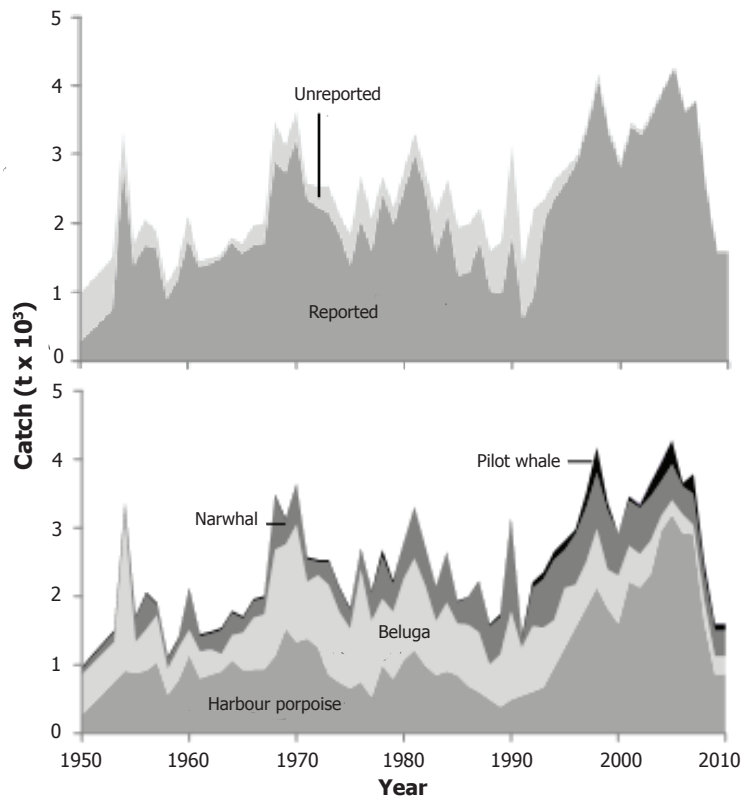 5
4
3
2
1
0
Unreported
Reported
Catch (t x 10³)
5
4
3
2
1
0
Pilot whale
Narwhal
Beluga
Harbour porpoise
1950 1960 1970 1980 1990 2000 2010
Year